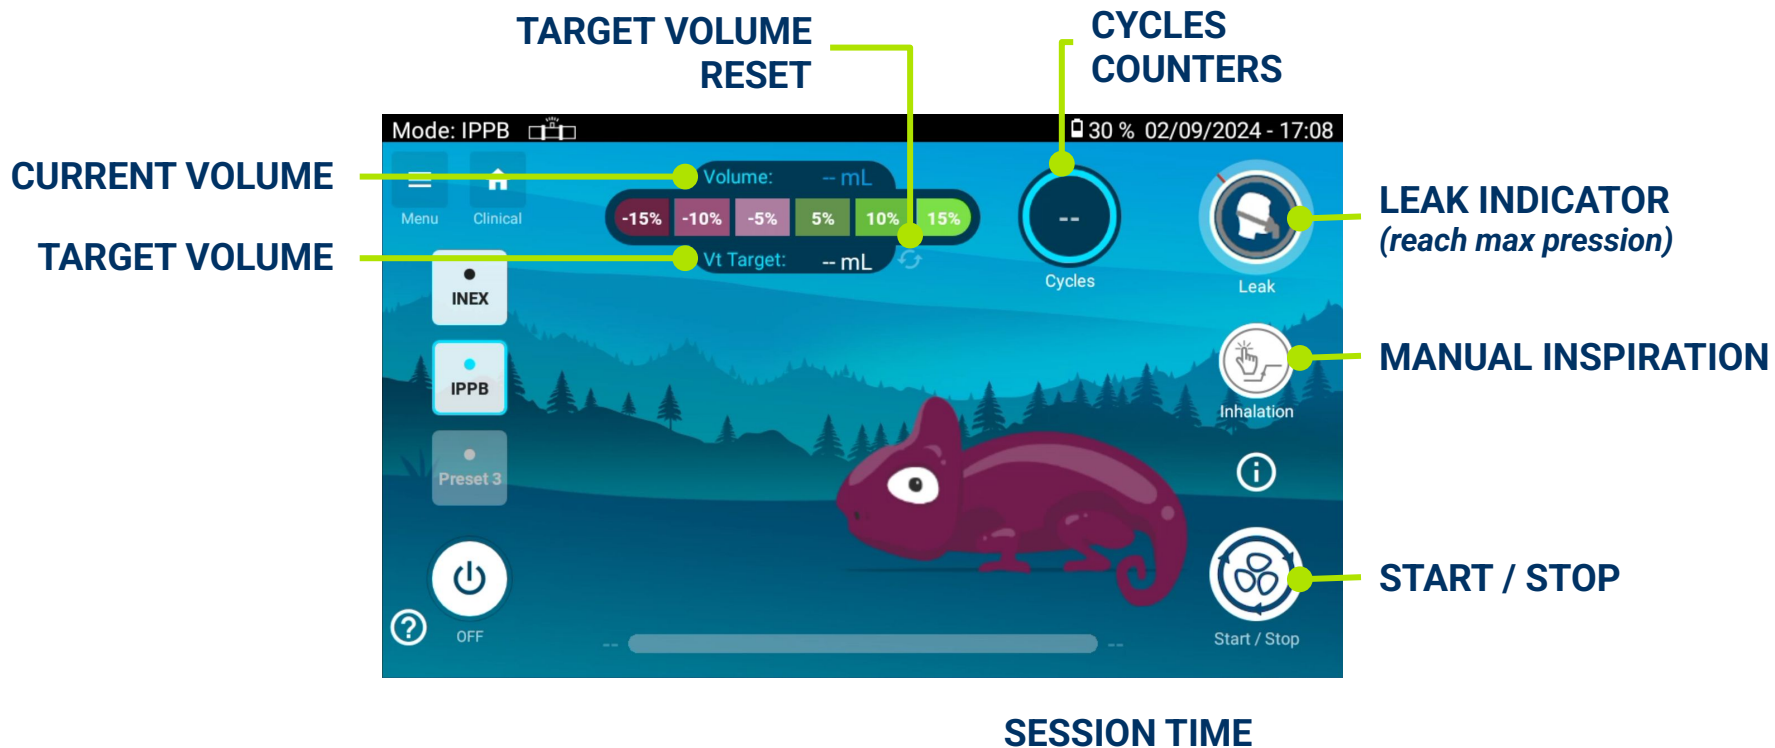 TARGET VOLUME
RESET
CYCLES
COUNTERS
Mode: IPPB
30 % 02/09/2024 - 17:08
CURRENT VOLUME
Menu
Clinical
Volume: -- mL
-15% -10% -5% 5% 10% 15%
--
Cycles
Leak
LEAK INDICATOR
(reach max pression)
TARGET VOLUME
Vt Target: -- mL
INEX
IPPB
Preset 3
Inhalation
MANUAL INSPIRATION
START / STOP
OFF
-- --
Start / Stop
SESSION TIME